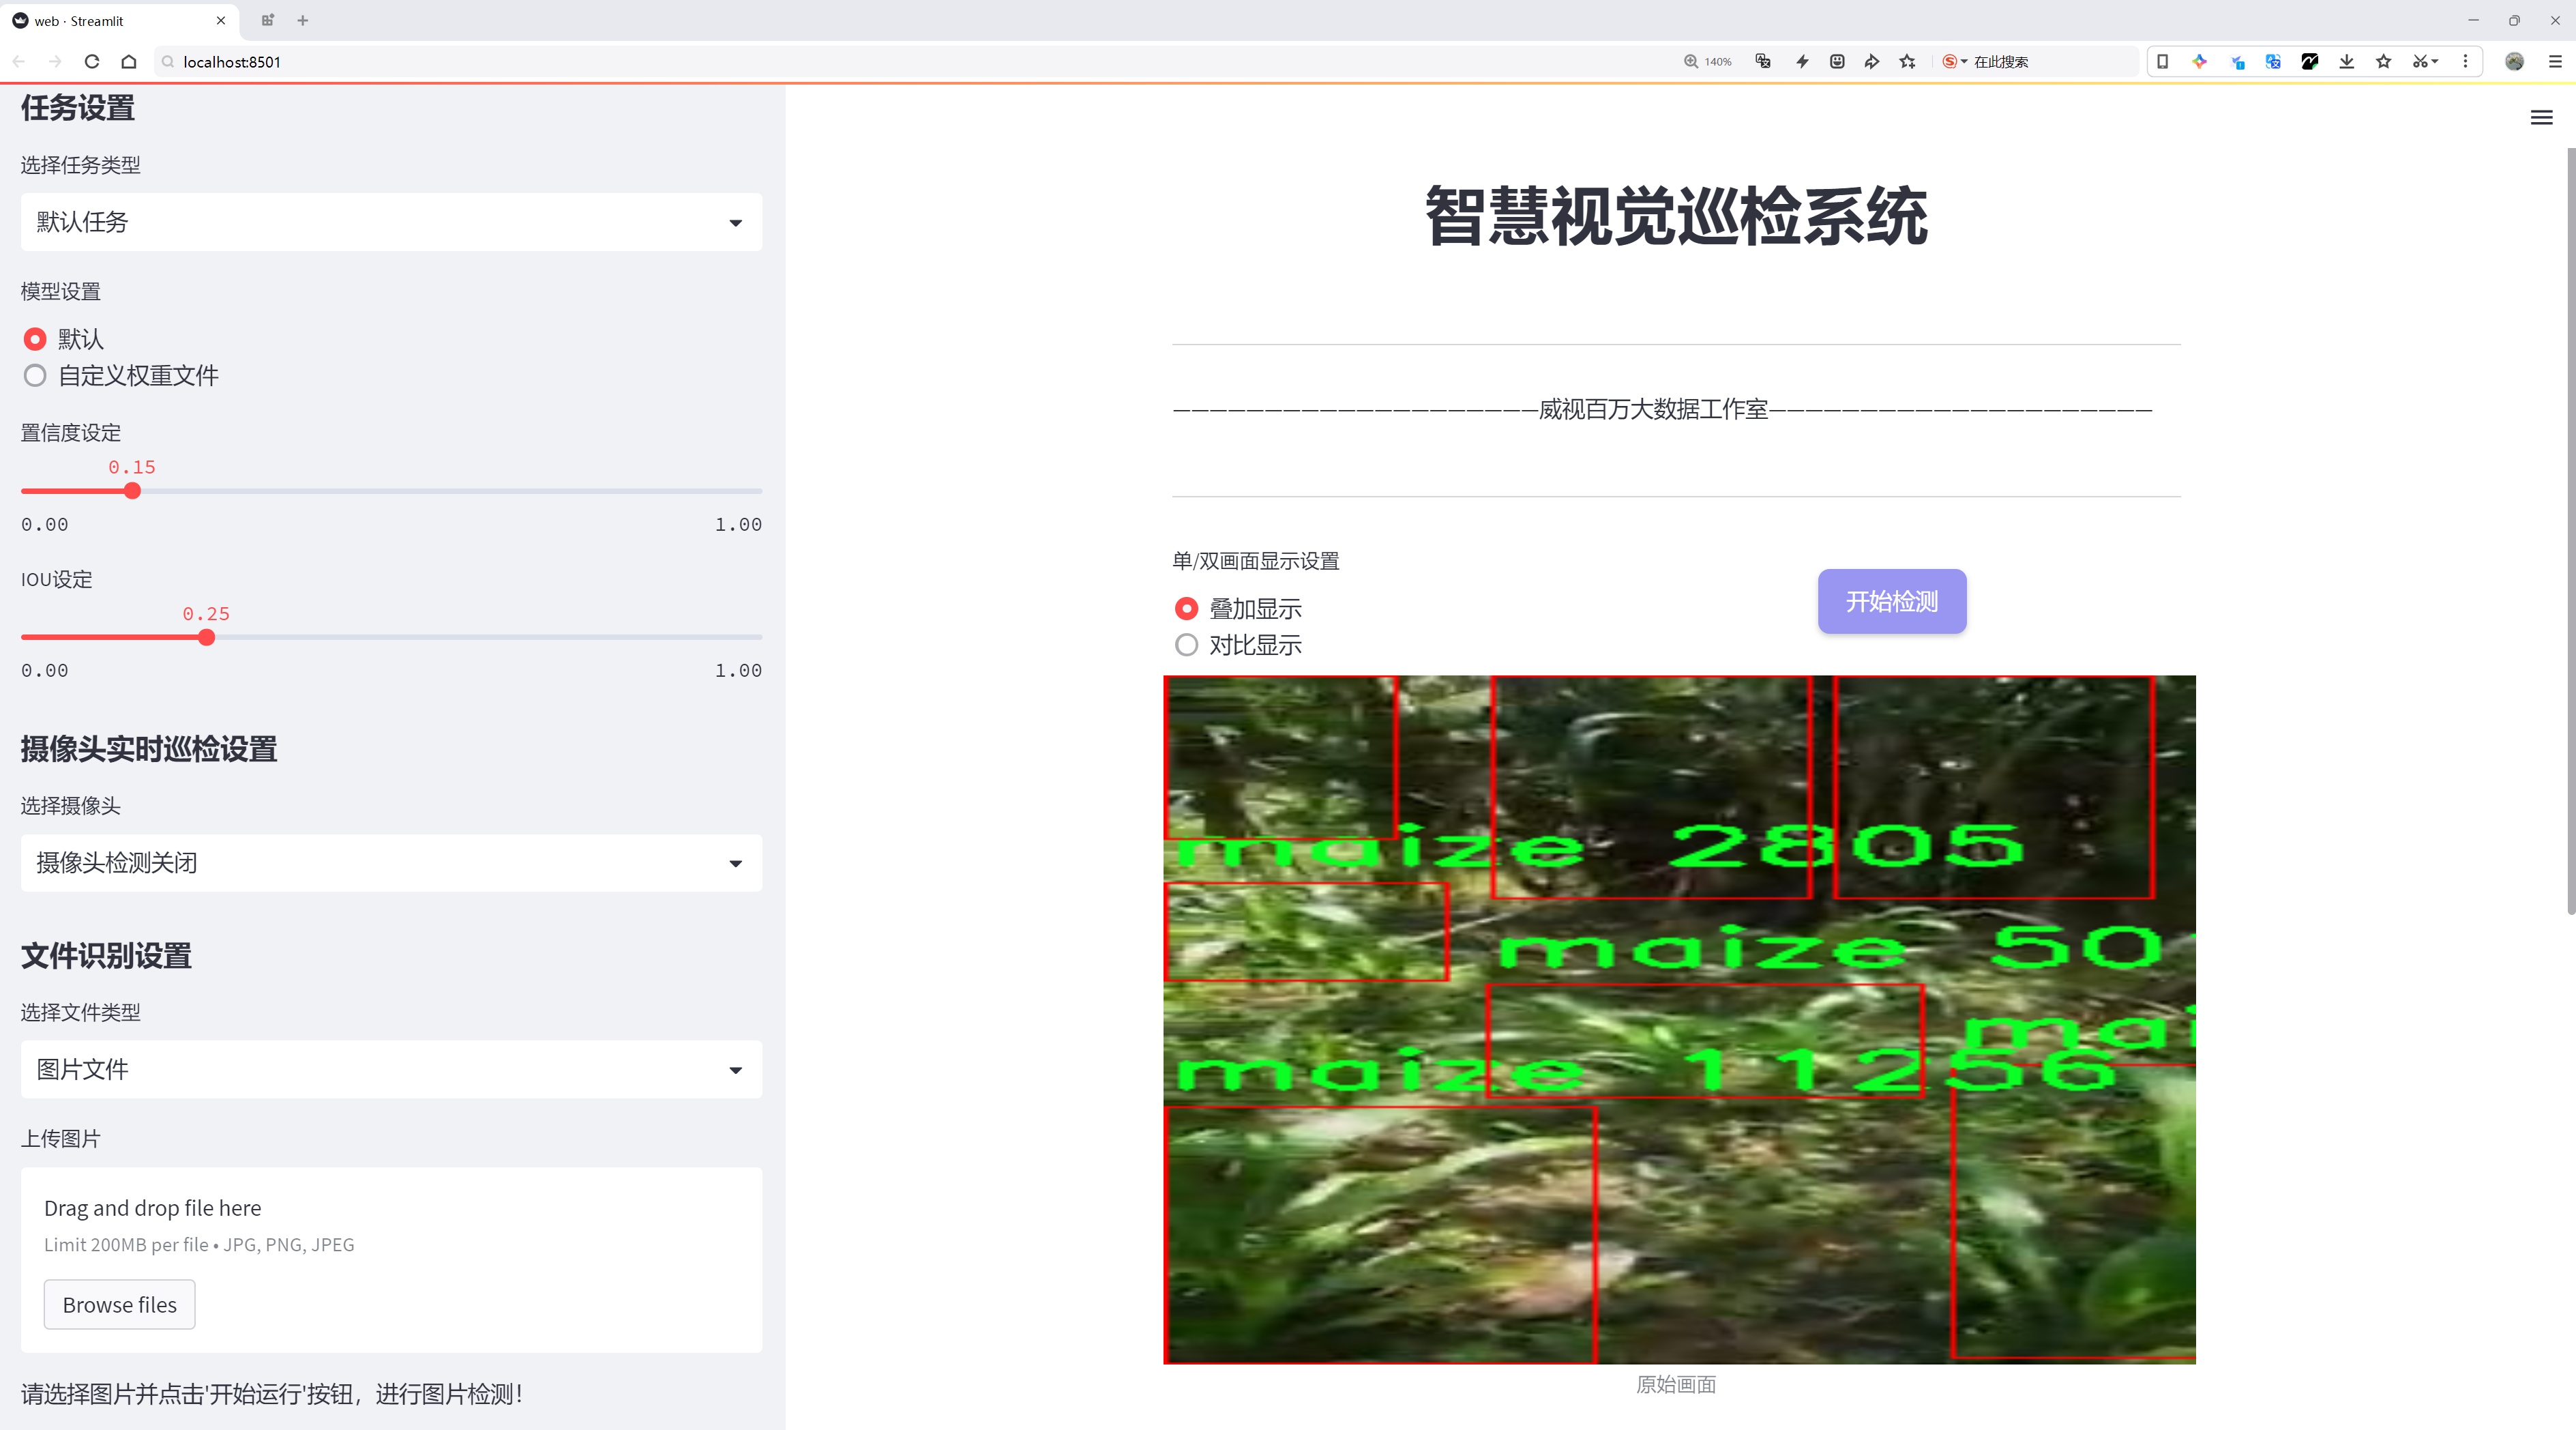 web · Streamlit
localhost:8501
140%
在此搜索
任务设置
选择任务类型
默认任务
模型设置
默认
自定义权重文件
置信度设定
0.15
0.00
1.00
IOU设定
0.25
0.00
1.00
摄像头实时巡检设置
选择摄像头
摄像头检测关闭
文件识别设置
选择文件类型
图片文件
上传图片
Drag and drop file here
Limit 200MB per file • JPG, PNG, JPEG
Browse files
请选择图片并点击'开始运行'按钮，进行图片检测！
智慧视觉巡检系统
————————————————————威视百万大数据工作室—————————————————————
单/双画面显示设置
叠加显示
对比显示
开始检测
maize 2805
maize 50
mai
maize 11256
原始画面